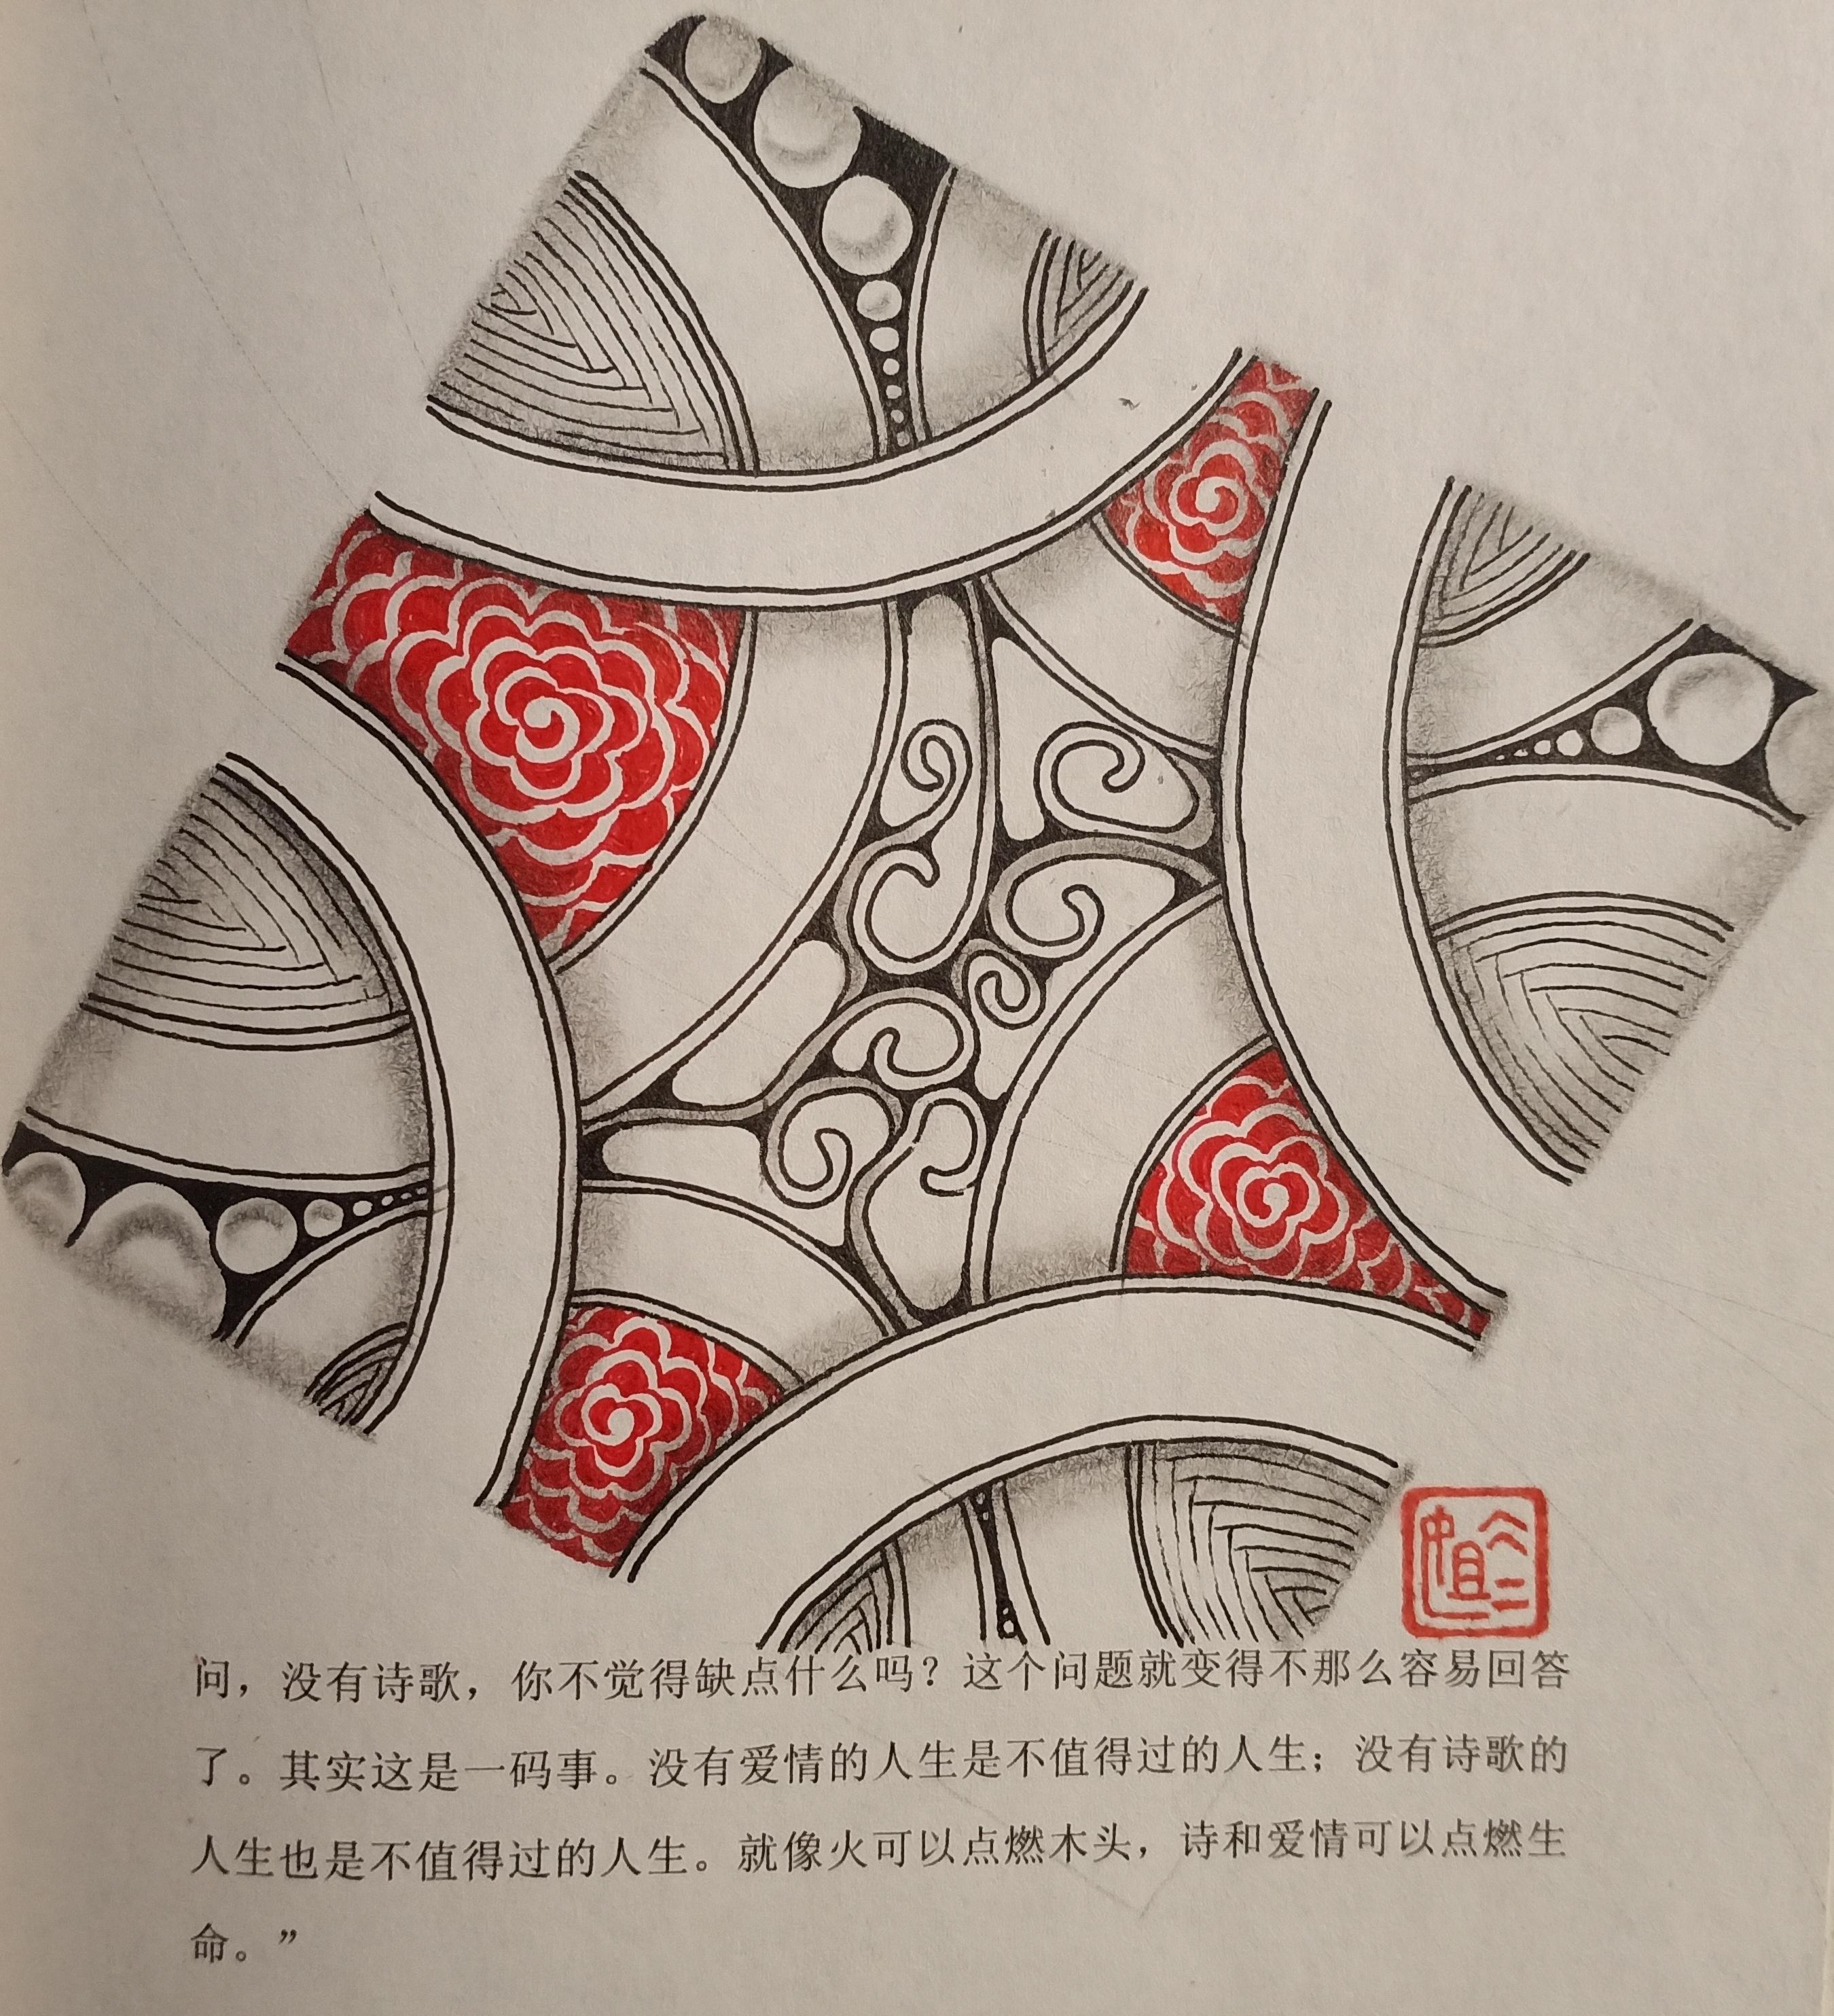 问，没有诗歌，你不觉得缺点什么吗？这个问题就变得不那么容易回答
了。其实这是一码事。没有爱情的人生是不值得过的人生；没有诗歌的
人生也是不值得过的人生。就像火可以点燃木头，诗和爱情可以点燃生
命。”